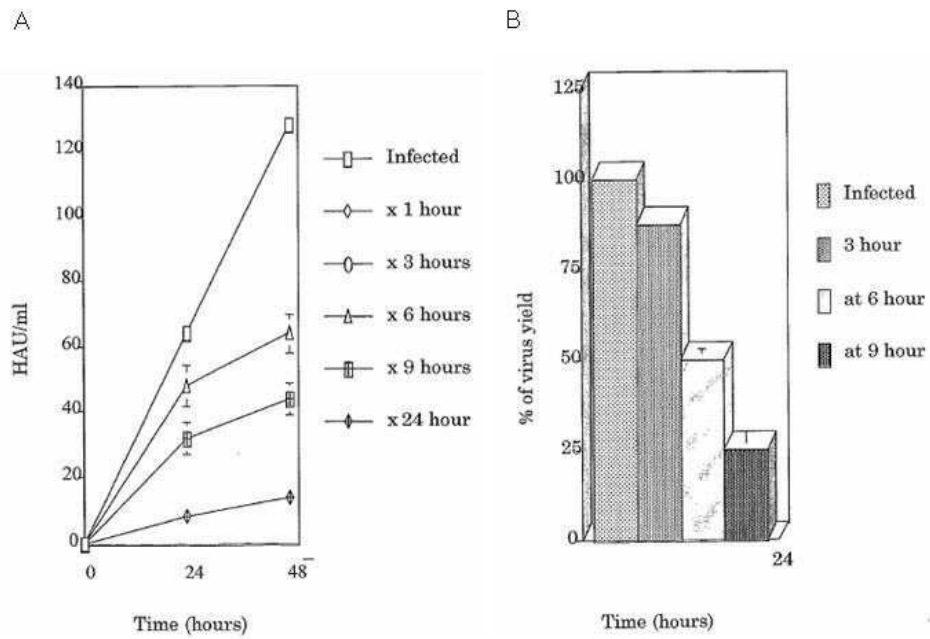 A
HAU/ml
140
120
100
80
60
40
20
0
0 24 48
Time (hours)
Infected
x 1 hour
x 3 hours
x 6 hours
x 9 hours
x 24 hour
B
% of virus yield
125
100
75
50
25
0
24
Time (hours)
Infected
3 hour
at 6 hour
at 9 hour